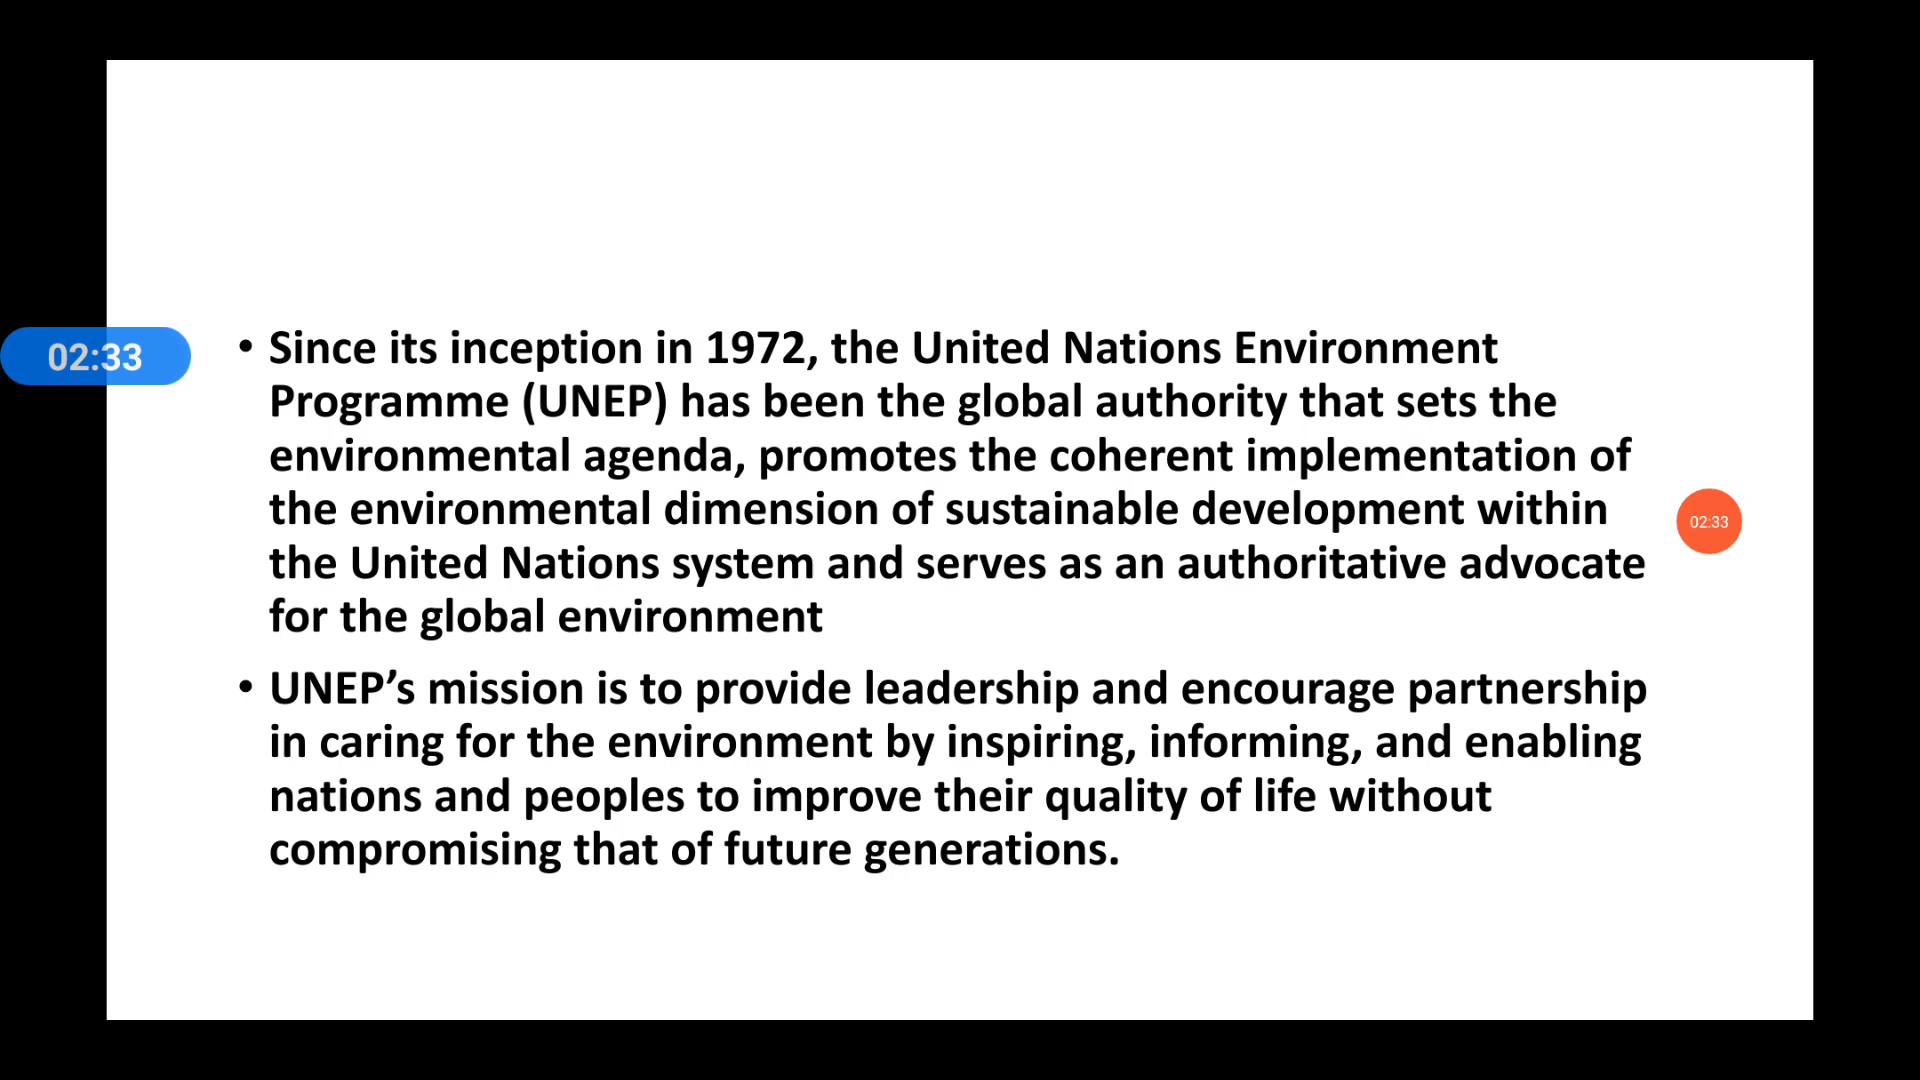 • Since its inception in 1972, the United Nations Environment
Programme (UNEP) has been the global authority that sets the
environmental agenda, promotes the coherent implementation of
02:33
the environmental dimension of sustainable development within
02:33
the United Nations system and serves as an authoritative advocate
for the global environment
• UNEP’s mission is to provide leadership and encourage partnership
in caring for the environment by inspiring, informing, and enabling
nations and peoples to improve their quality of life without
compromising that of future generations.